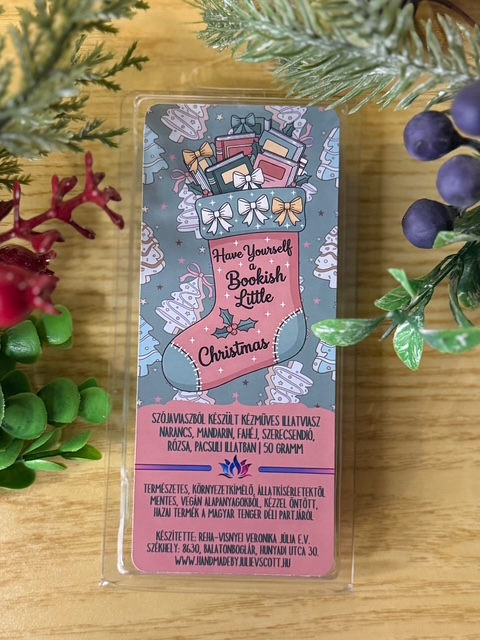 Have Yourself
a
Bookish
Little
Christmas
SZÓJAVIASZBÓL KÉSZÜLT KÉZMŰVES ILLATVIASZ
NARANCS, MANDARIN, FAHÉJ, SZERECSENDIÓ,
RÓZSA, PACSULI ILLATBAN | 50 GRAMM
TERMÉSZETES, KÖRNYEZETKÍMÉLŐ, ÁLLATKÍSÉRLETEKTŐL
MENTES, VEGÁN ALAPANYAGOKBÓL, KÉZZEL ÖNTÖTT,
HAZAI TERMÉK A MAGYAR TENGER DÉLI PARTJÁRÓL
KÉSZÍTETTE: REHA-VISNYEI VERONIKA JÚLIA E.V.
SZÉKHELY: 8630, BALATONBOGLÁR, HUNYADI UTCA 30.
WWW.HANDMADEBYJULIEVSCOTT.HU